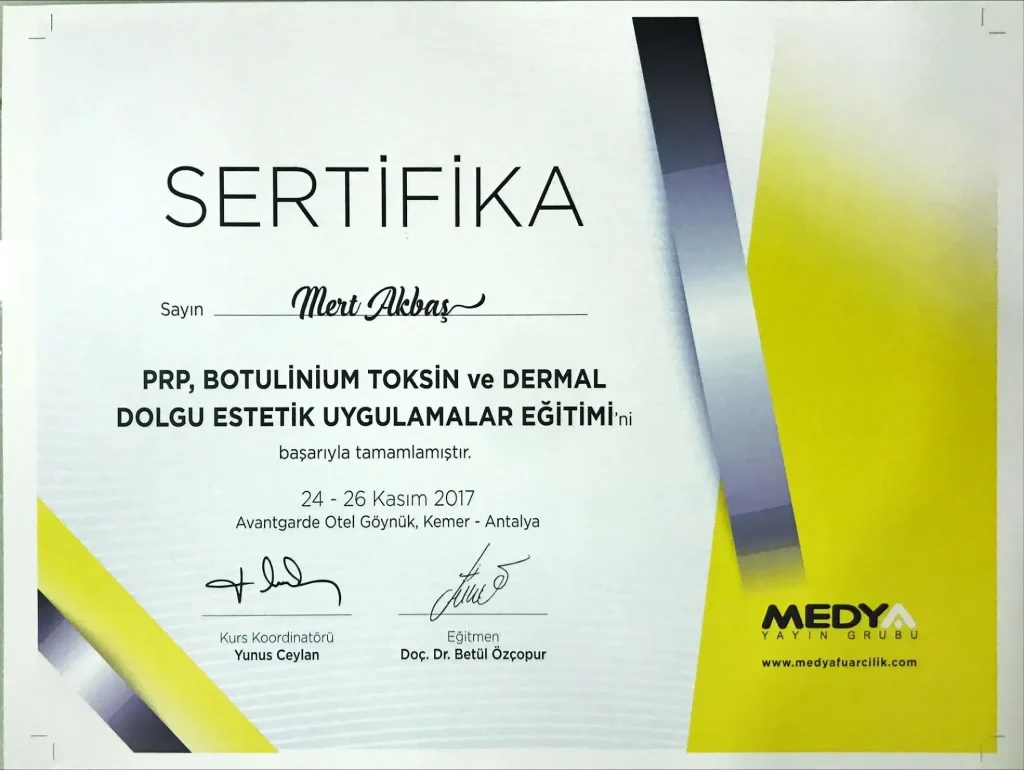 SERTİFİKA
Sayın Mert Akbaş
PRP, BOTULİNİUM TOKSİN ve DERMAL
DOLGU ESTETİK UYGULAMALAR EĞİTİMİ'ni
başarıyla tamamlamıştır.
24 - 26 Kasım 2017
Avantgarde Otel Göynük, Kemer - Antalya
Kurs Koordinatörü
Yunus Ceylan
Eğitmen
Doç. Dr. Betül Özçopur
MEDYA
YAYIN GRUBU
www.medyafuarcilik.com